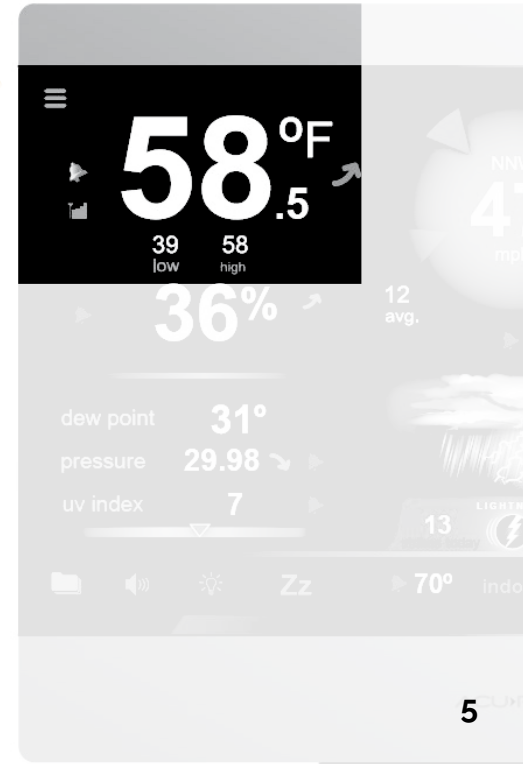 58.5 °F
39 58
low high
36%
12
avg.
NNW
mph
dew point 31°
pressure 29.98
uv index 7
13
70°
Zz
5